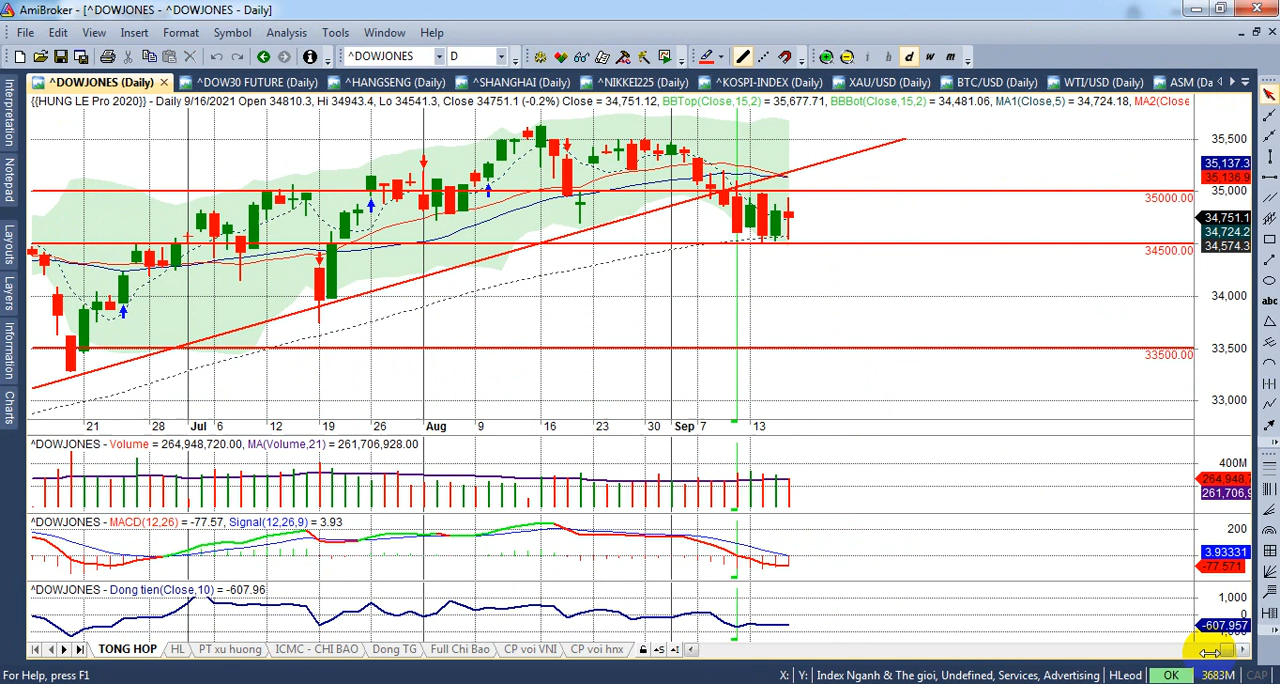 AmiBroker - [^DOWJONES - ^DOWJONES - Daily]
File Edit View Insert Format Symbol Analysis Tools Window Help
^DOWJONES D i h d w m
^DOWJONES (Daily) ^DOW30 FUTURE (Daily) ^HANGSENG (Daily) ^SHANGHAI (Daily) ^NIKKEI225 (Daily) ^KOSPI-INDEX (Daily) XAU/USD (Daily) BTC/USD (Daily) WTI/USD (Daily) ASM (Da
{{HUNG LE Pro 2020}} - Daily 9/16/2021 Open 34810.3, Hi 34943.4, Lo 34541.3, Close 34751.1 (-0.2%) Close = 34,751.12, BBTop(Close,15,2) = 35,677.71, BBBot(Close,15,2) = 34,481.06, MA1(Close,5) = 34,724.18, MA2(Close
Interpretation
Notepad
Layers
Layouts
Information
Charts
abc
35,500
35,137.3
35,136.9
35,000
35000.00
34,751.1
34,724.2
34,574.3
34500.00
34,000
33,500
33500.00
33,000
21 28 Jul 6 12 19 26 Aug 9 16 23 30 Sep 7 13
^DOWJONES - Volume = 264,948,720.00, MA(Volume,21) = 261,706,928.00
400M
264,948,
261,706,9
^DOWJONES - MACD(12,26) = -77.57, Signal(12,26,9) = 3.93
200
3.93331
-77.571
^DOWJONES - Dong tien(Close,10) = -607.96
1,000
0
-607.957
TONG HOP HL PT xu huong ICMC - CHI BAO Dong TG Full Chi Bao CP voi VNI CP voi hnx
For Help, press F1 X: Y: Index Nganh & The gioi, Undefined, Services, Advertising HLeod OK 3683M CAP